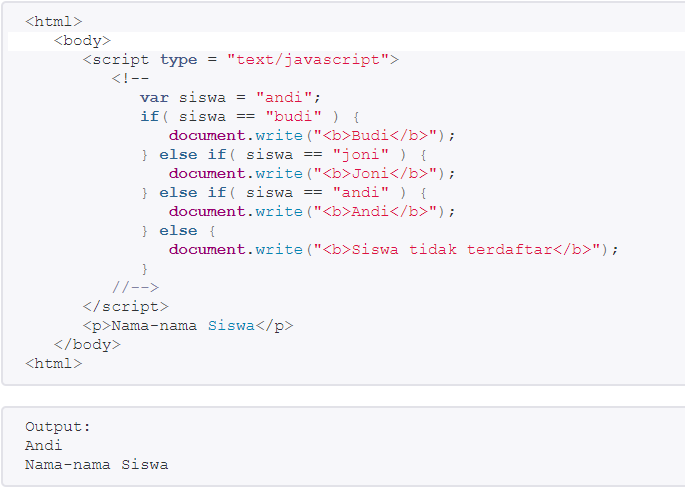 <html>
<body>
<script type = "text/javascript">
<!--
var siswa = "andi";
if( siswa == "budi" ) {
document.write("<b>Budi</b>");
} else if( siswa == "joni" ) {
document.write("<b>Joni</b>");
} else if( siswa == "andi" ) {
document.write("<b>Andi</b>");
} else {
document.write("<b>Siswa tidak terdaftar</b>");
}
//-->
</script>
<p>Nama-nama Siswa</p>
</body>
<html>
Output:
Andi
Nama-nama Siswa